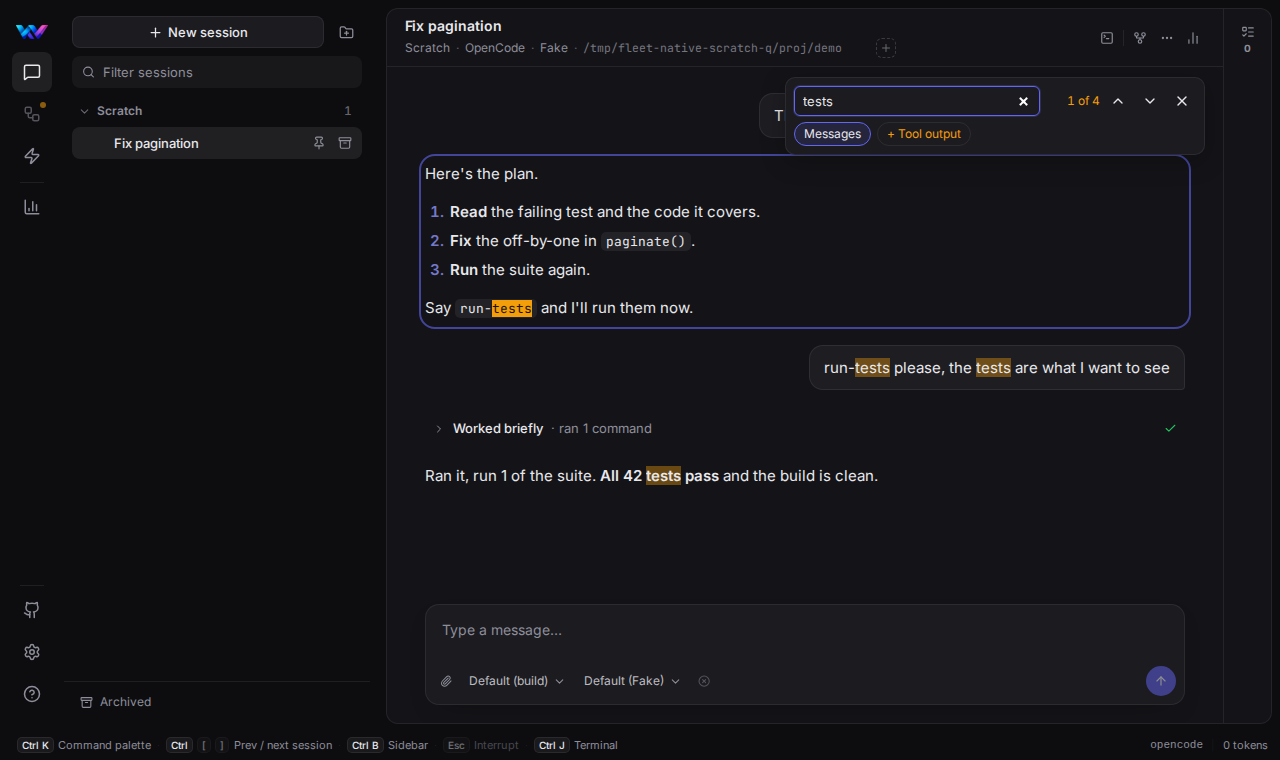 New session
Filter sessions
Scratch 1
Fix pagination
Archived
Fix pagination
Scratch · OpenCode · Fake · /tmp/fleet-native-scratch-q/proj/demo
0
tests
1 of 4
Messages
+ Tool output
T
Here's the plan.
1. Read the failing test and the code it covers.
2. Fix the off-by-one in paginate().
3. Run the suite again.
Say run-tests and I'll run them now.
run-tests please, the tests are what I want to see
Worked briefly · ran 1 command
Ran it, run 1 of the suite. All 42 tests pass and the build is clean.
Type a message...
Default (build) Default (Fake)
Ctrl K Command palette Ctrl [ ] Prev / next session Ctrl B Sidebar Esc Interrupt Ctrl J Terminal opencode 0 tokens